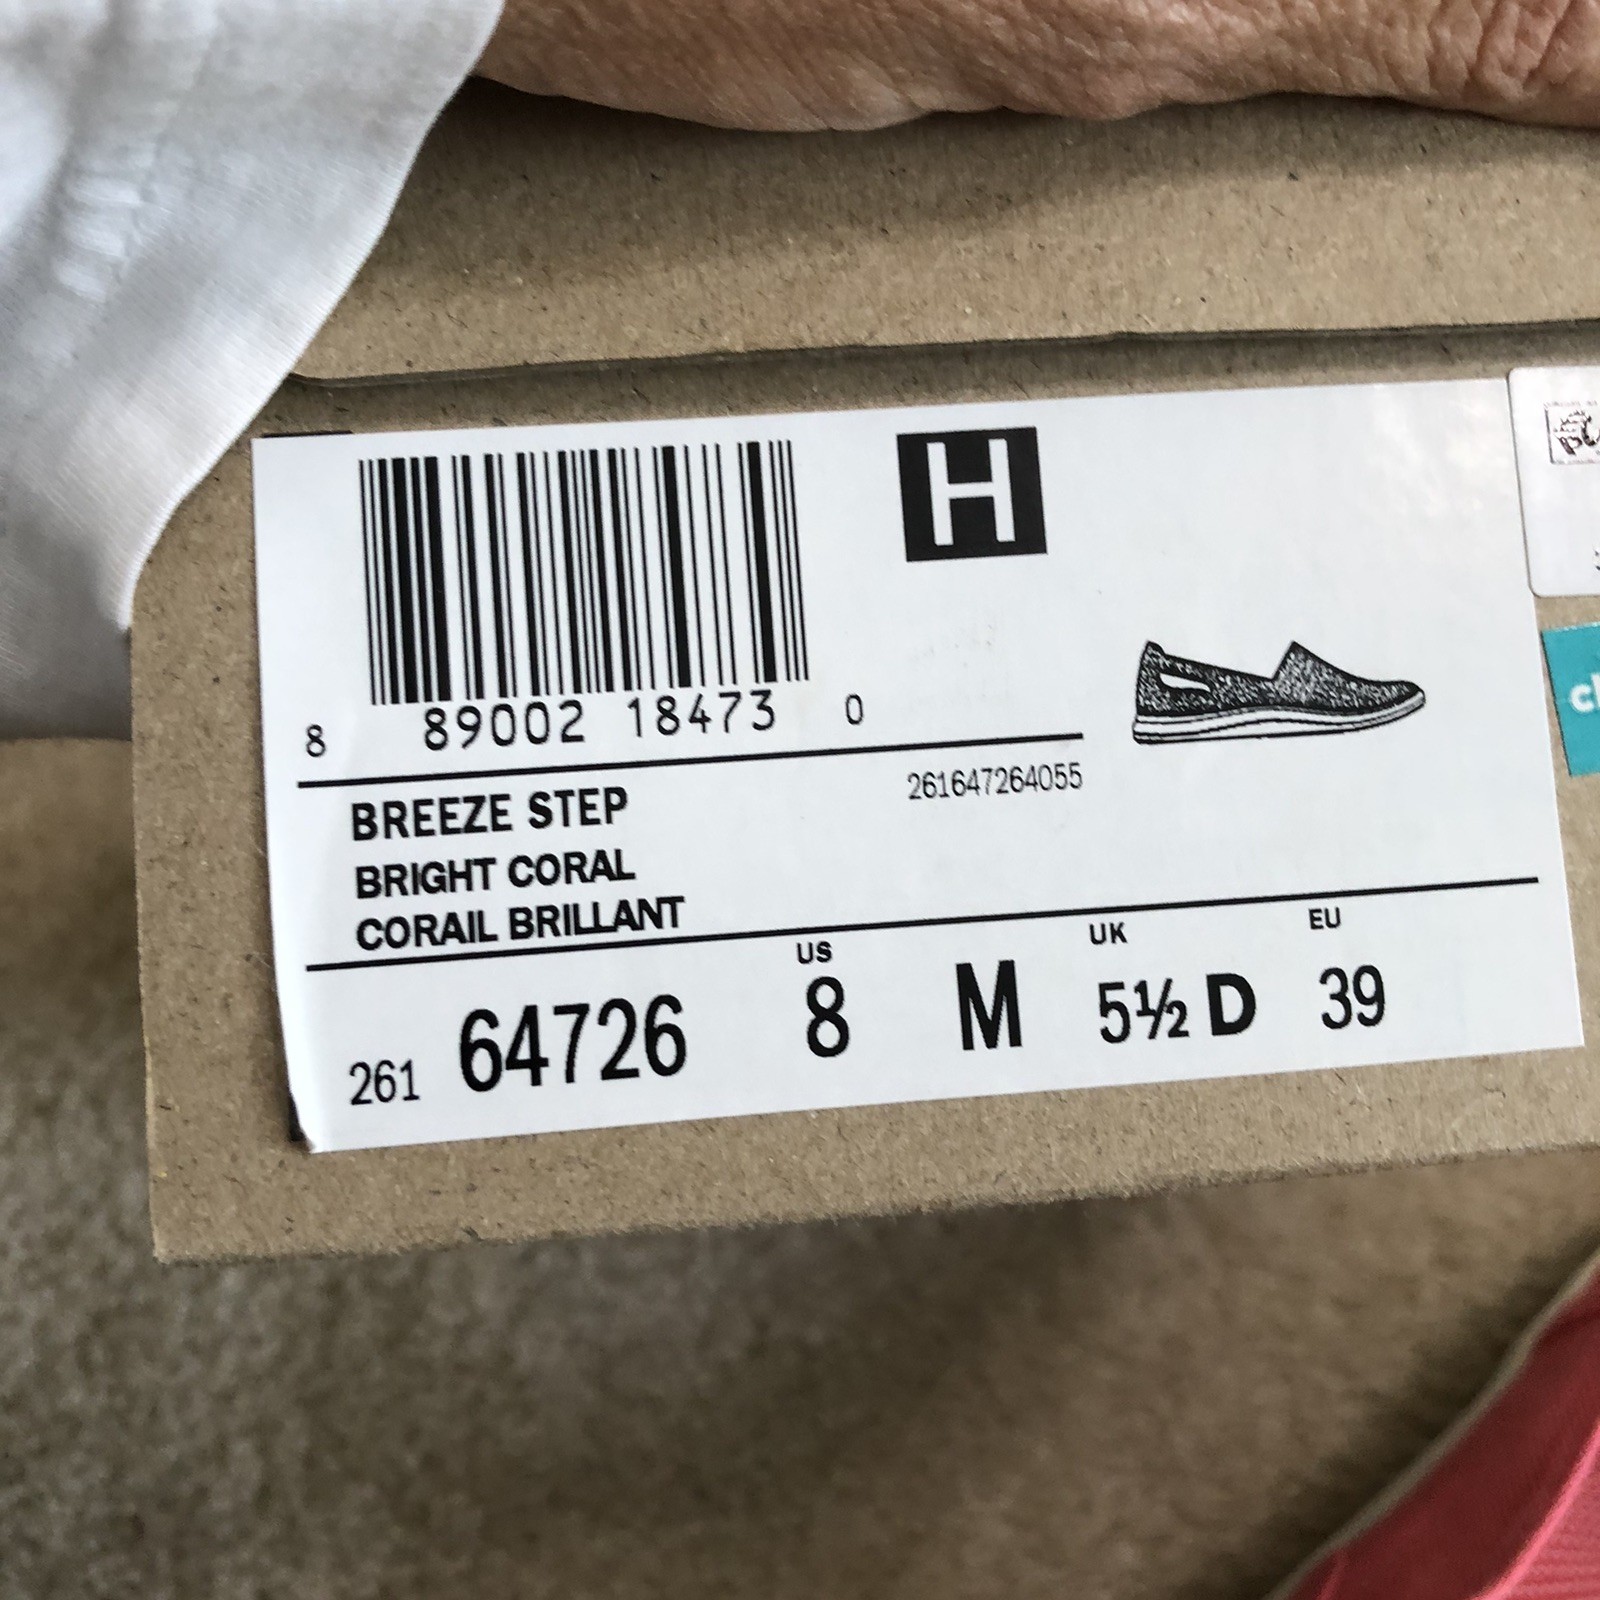 H
8 89002 18473 0
261647264055
BREEZE STEP
BRIGHT CORAL
CORAIL BRILLANT
US UK EU
261 64726 8 M 5½ D 39